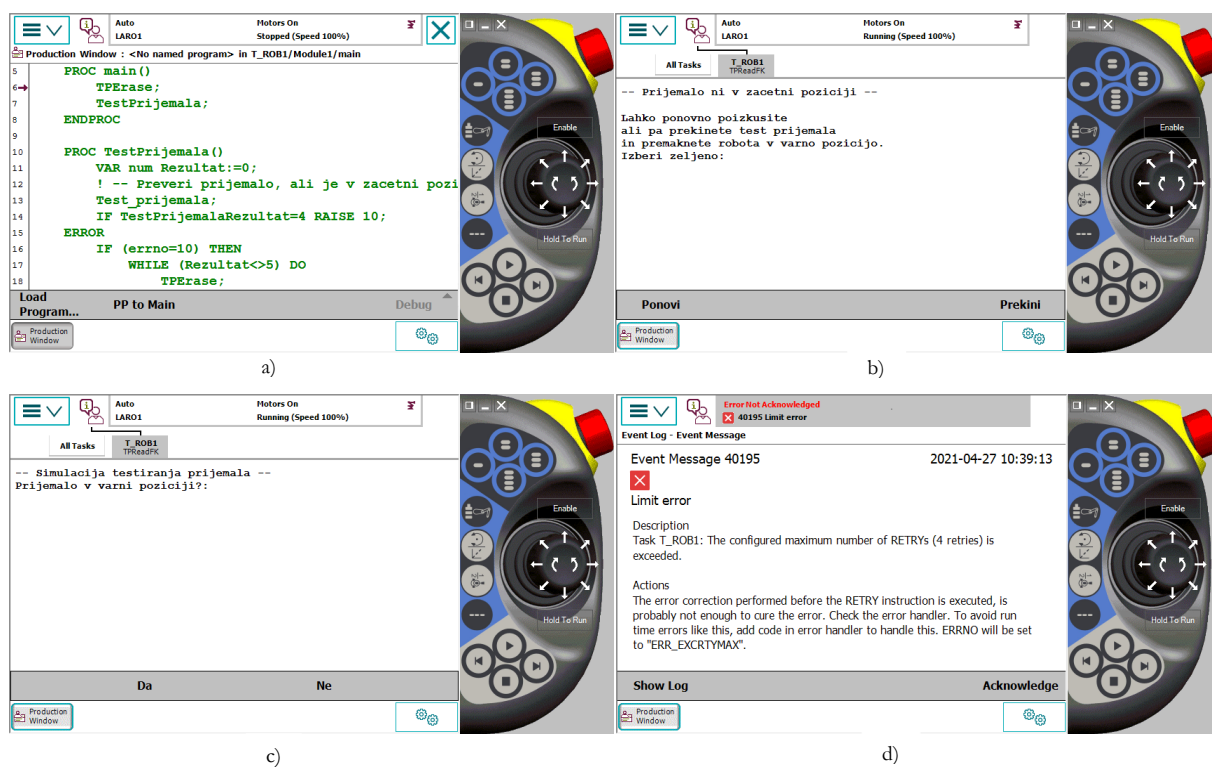 Auto
LARO1
Motors On
Stopped (Speed 100%)
Production Window : <No named program> in T_ROB1/Module1/main
5 PROC main()
6 TPErase;
7 TestPrijemala;
8 ENDPROC
9
10 PROC TestPrijemala()
11 VAR num Rezultat:=0;
12 ! -- Preveri prijemalo, ali je v zacetni pozi
13 Test_prijemala;
14 IF TestPrijemalaRezultat=4 RAISE 10;
15 ERROR
16 IF (errno=10) THEN
17 WHILE (Rezultat<>5) DO
18 TPErase;
Load
Program...
PP to Main
Debug
Production
Window
Enable
Hold To Run
a)
Auto
LARO1
Motors On
Running (Speed 100%)
All Tasks
T_ROB1
TPReadFK
-- Prijemalo ni v zacetni poziciji --
Lahko ponovno poizkusite
ali pa prekinete test prijemala
in premaknete robota v varno pozicijo.
Izberi zeljeno:
Ponovi
Prekini
Production
Window
Enable
Hold To Run
b)
Auto
LARO1
Motors On
Running (Speed 100%)
All Tasks
T_ROB1
TPReadFK
-- Simulacija testiranja prijemala --
Prijemalo v varni poziciji?:
Da
Ne
Production
Window
Enable
Hold To Run
c)
Error Not Acknowledged
40195 Limit error
Event Log - Event Message
Event Message 40195
2021-04-27 10:39:13
Limit error
Description
Task T_ROB1: The configured maximum number of RETRYs (4 retries) is
exceeded.
Actions
The error correction performed before the RETRY instruction is executed, is
probably not enough to cure the error. Check the error handler. To avoid run
time errors like this, add code in error handler to handle this. ERRNO will be set
to "ERR_EXCRTYMAX".
Show Log
Acknowledge
Production
Window
Enable
Hold To Run
d)